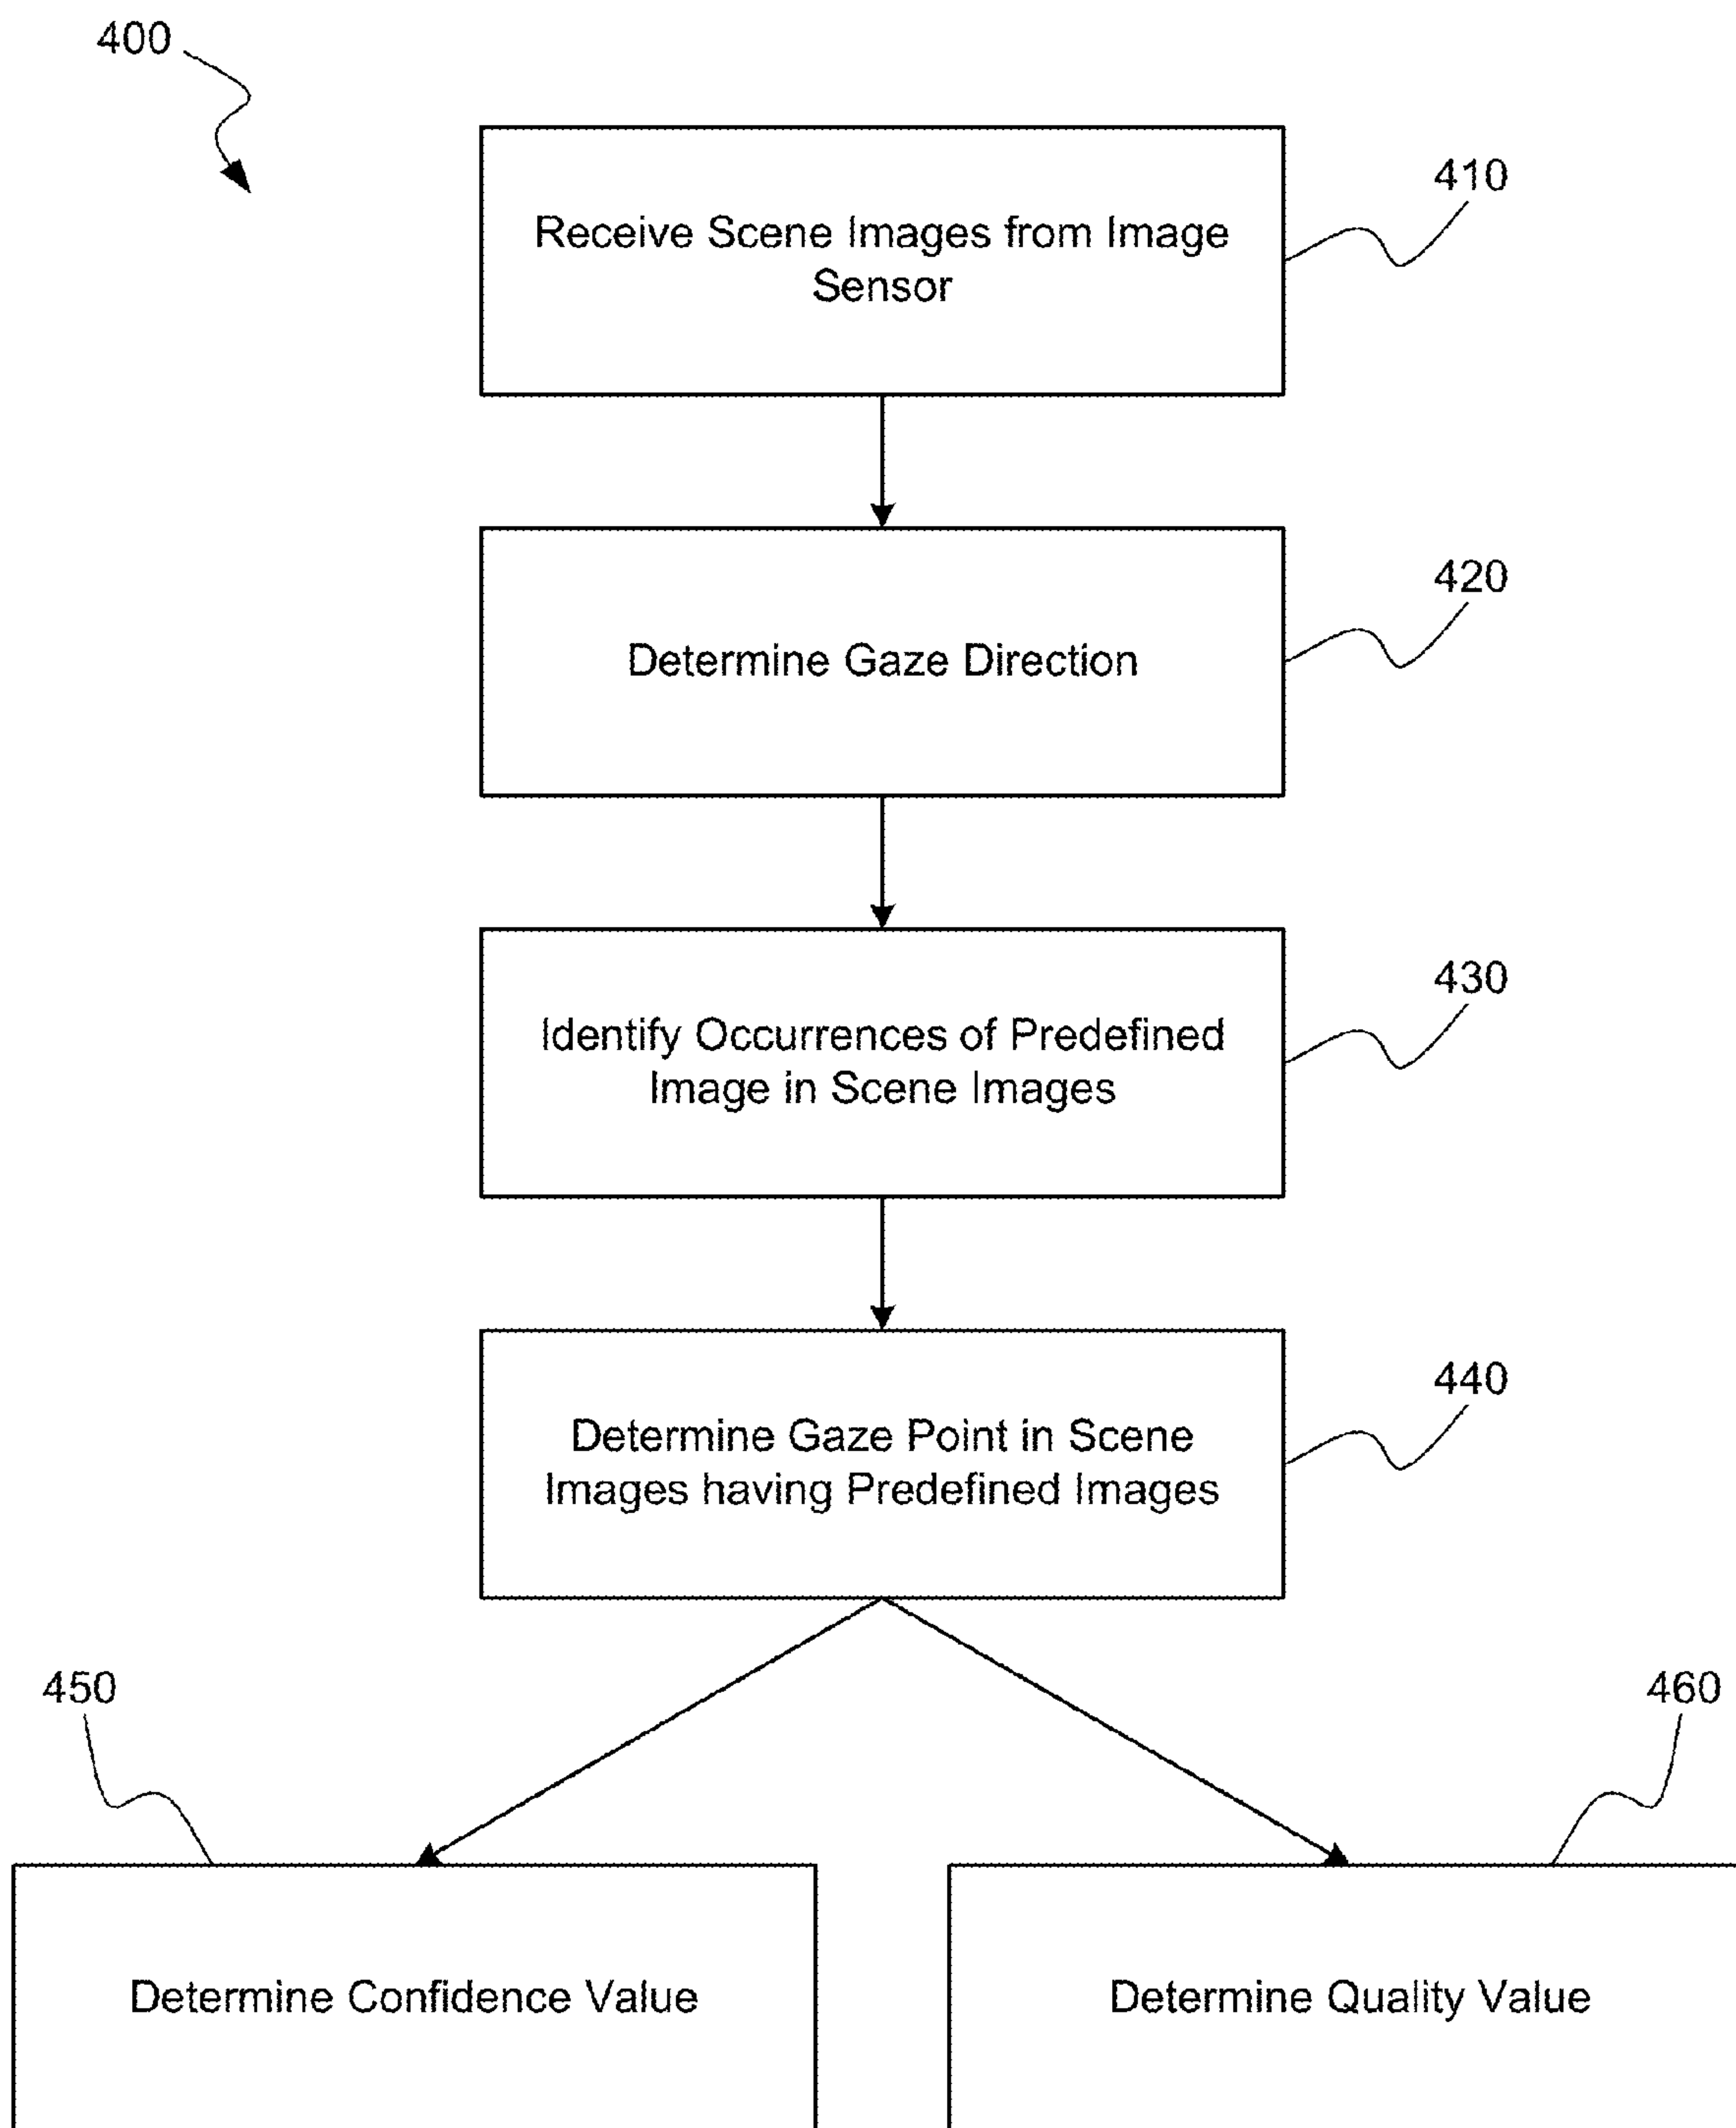 400
410
Receive Scene Images from Image
Sensor
420
Determine Gaze Direction
430
Identify Occurrences of Predefined
Image in Scene Images
440
Determine Gaze Point in Scene
Images having Predefined Images
450
460
Determine Confidence Value
Determine Quality Value